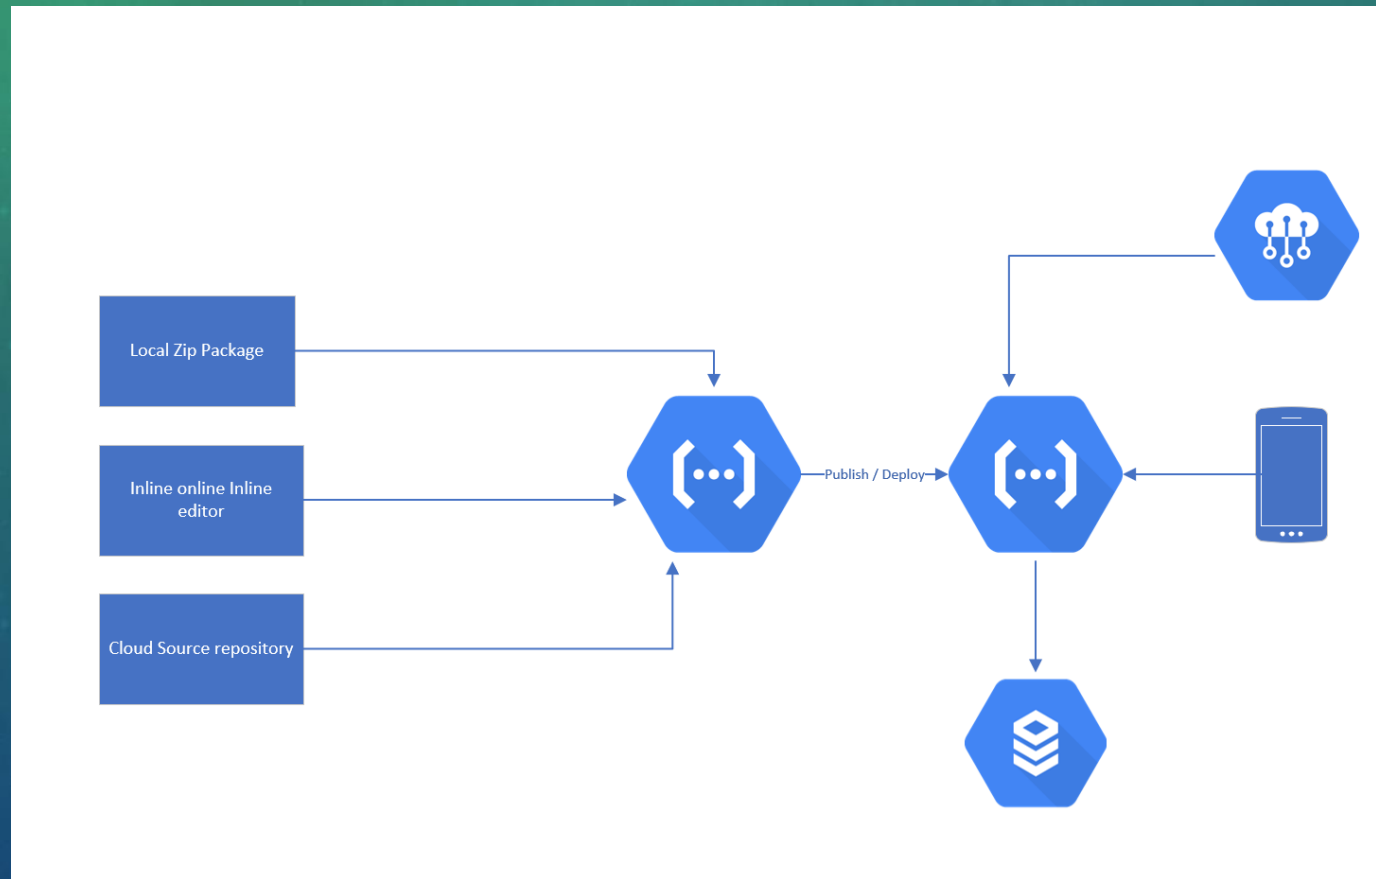 Local Zip Package
Inline online Inline
editor
Cloud Source repository
Publish / Deploy